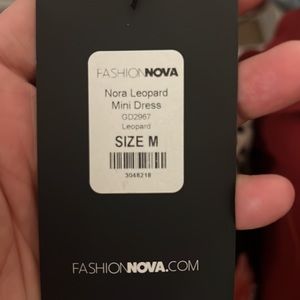 FASHIONNOVA
Nora Leopard
Mini Dress
GD2967
Leopard
SIZE M
3048218
FASHIONNOVA.COM